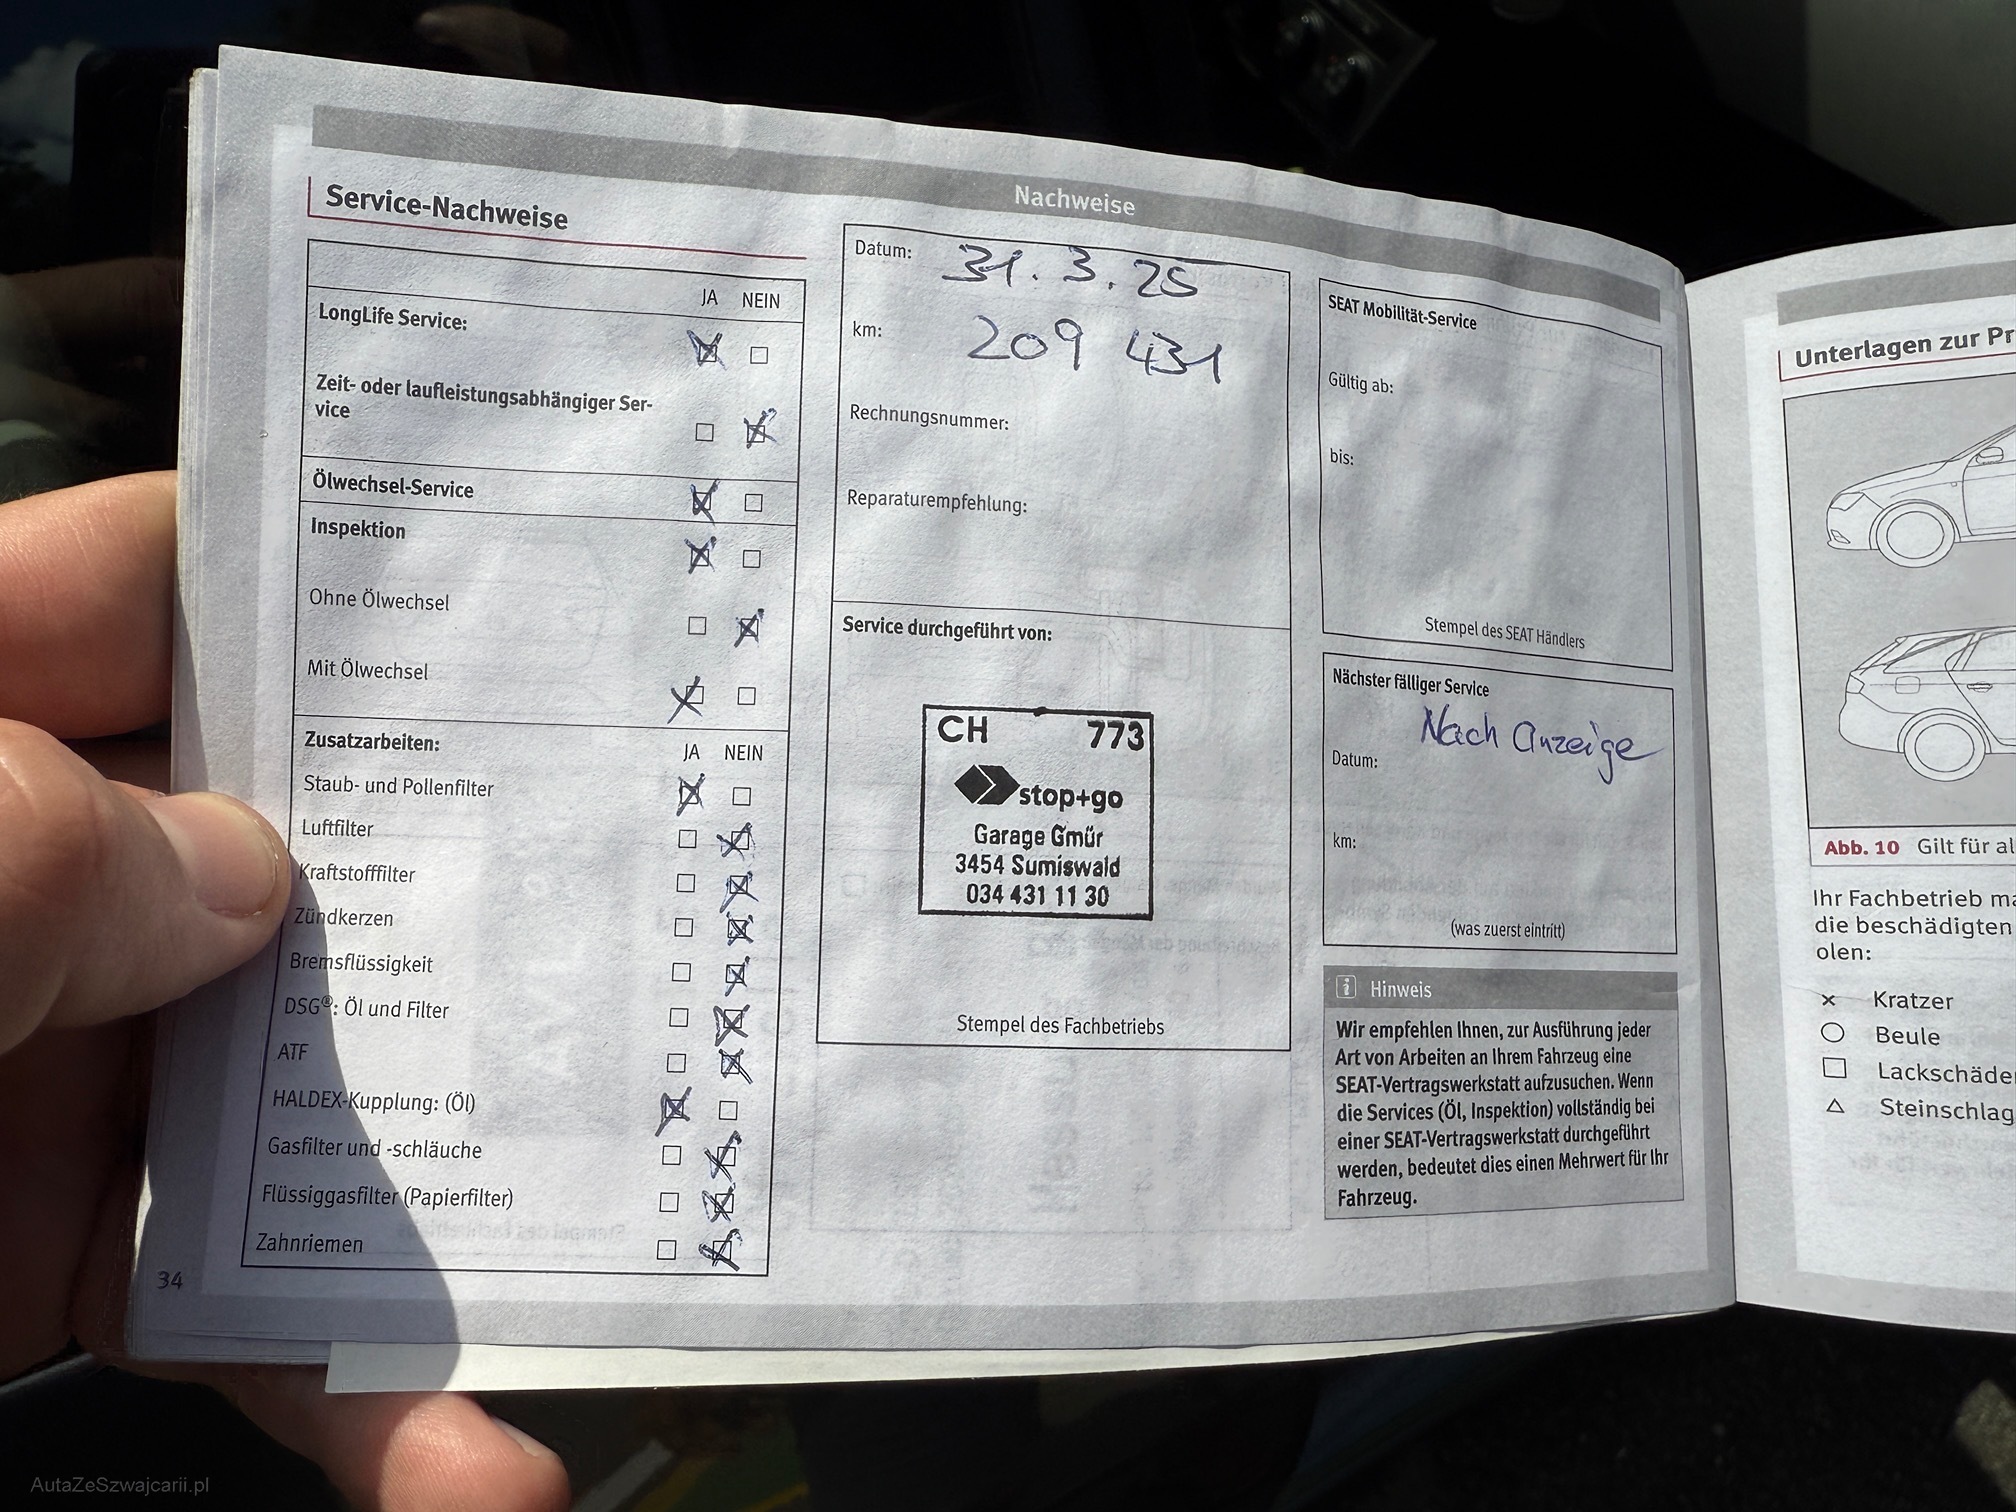 Nachweise
Service-Nachweise
JA NEIN
LongLife Service:
Zeit- oder laufleistungsabhängiger Ser-
vice
Ölwechsel-Service
Inspektion
Ohne Ölwechsel
Mit Ölwechsel
Zusatzarbeiten: JA NEIN
Staub- und Pollenfilter
Luftfilter
Kraftstofffilter
Zündkerzen
Bremsflüssigkeit
DSG®: Öl und Filter
ATF
HALDEX-Kupplung: (Öl)
Gasfilter und -schläuche
Flüssiggasfilter (Papierfilter)
Zahnriemen
34
Datum: 31.3.25
km: 209 431
Rechnungsnummer:
Reparaturempfehlung:
Service durchgeführt von:
CH 773
stop+go
Garage Gmür
3454 Sumiswald
034 431 11 30
Stempel des Fachbetriebs
SEAT Mobilität-Service
Gültig ab:
bis:
Stempel des SEAT Händlers
Nächster fälliger Service
Nach Anzeige
Datum:
km:
(was zuerst eintritt)
i Hinweis
Wir empfehlen Ihnen, zur Ausführung jeder
Art von Arbeiten an Ihrem Fahrzeug eine
SEAT-Vertragswerkstatt aufzusuchen. Wenn
die Services (Öl, Inspektion) vollständig bei
einer SEAT-Vertragswerkstatt durchgeführt
werden, bedeutet dies einen Mehrwert für Ihr
Fahrzeug.
Unterlagen zur Pr
Abb. 10 Gilt für al
Ihr Fachbetrieb ma
die beschädigten
olen:
Kratzer
Beule
Lackschäde
Steinschlag
AutaZeSzwajcarii.pl